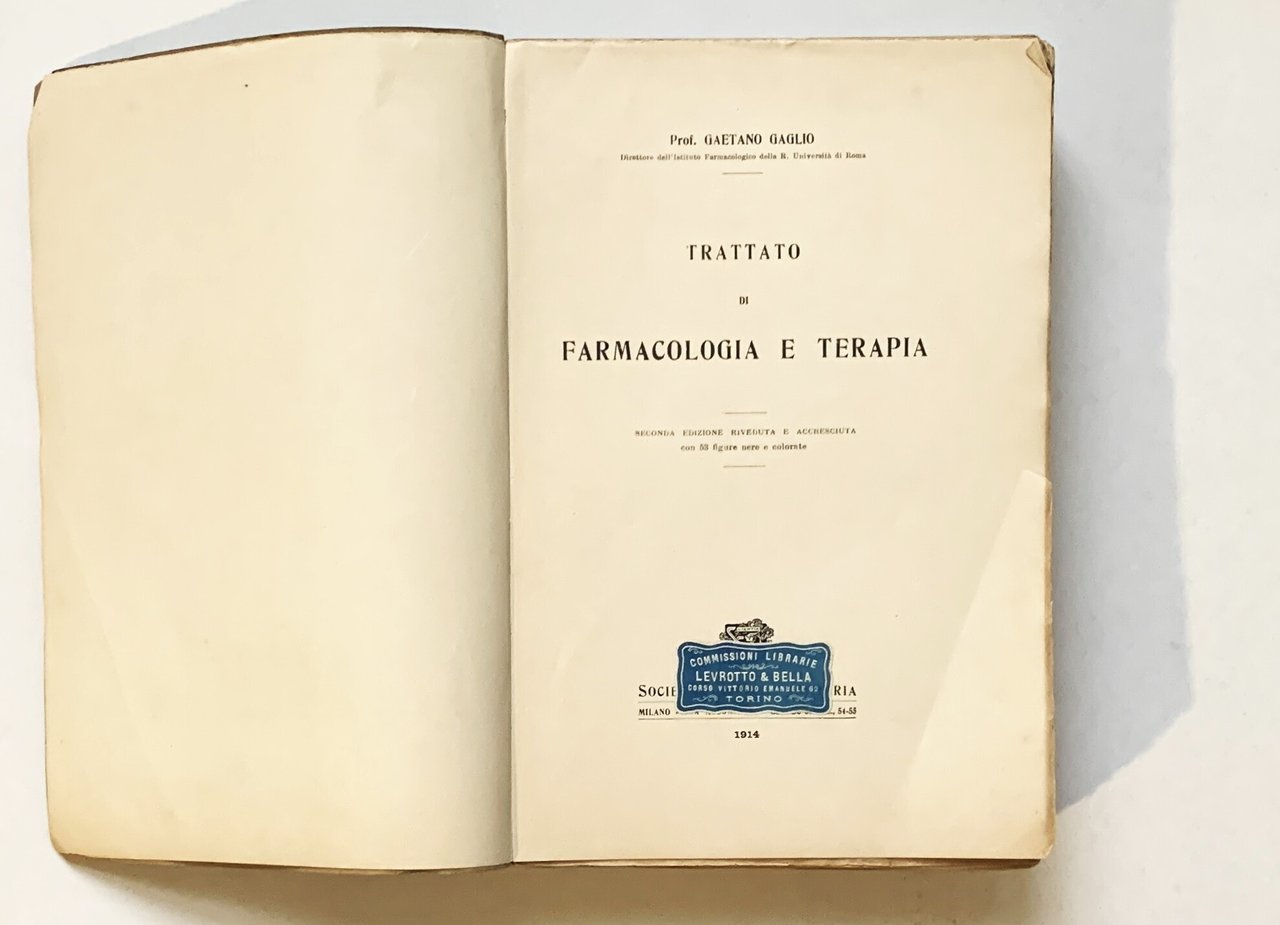 Prof. GAETANO GAGLIO
Direttore dell'Istituto Farmacologico della R. Università di Roma
TRATTATO
DI
FARMACOLOGIA E TERAPIA
SECONDA EDIZIONE RIVEDUTA E ACCRESCIUTA
con 53 figure nere e colorate
COMMISSIONI LIBRARIE
LEVROTTO & BELLA
CORSO VITTORIO EMANUELE 62
TORINO
SOCIE RIA
MILANO 54-55
1914